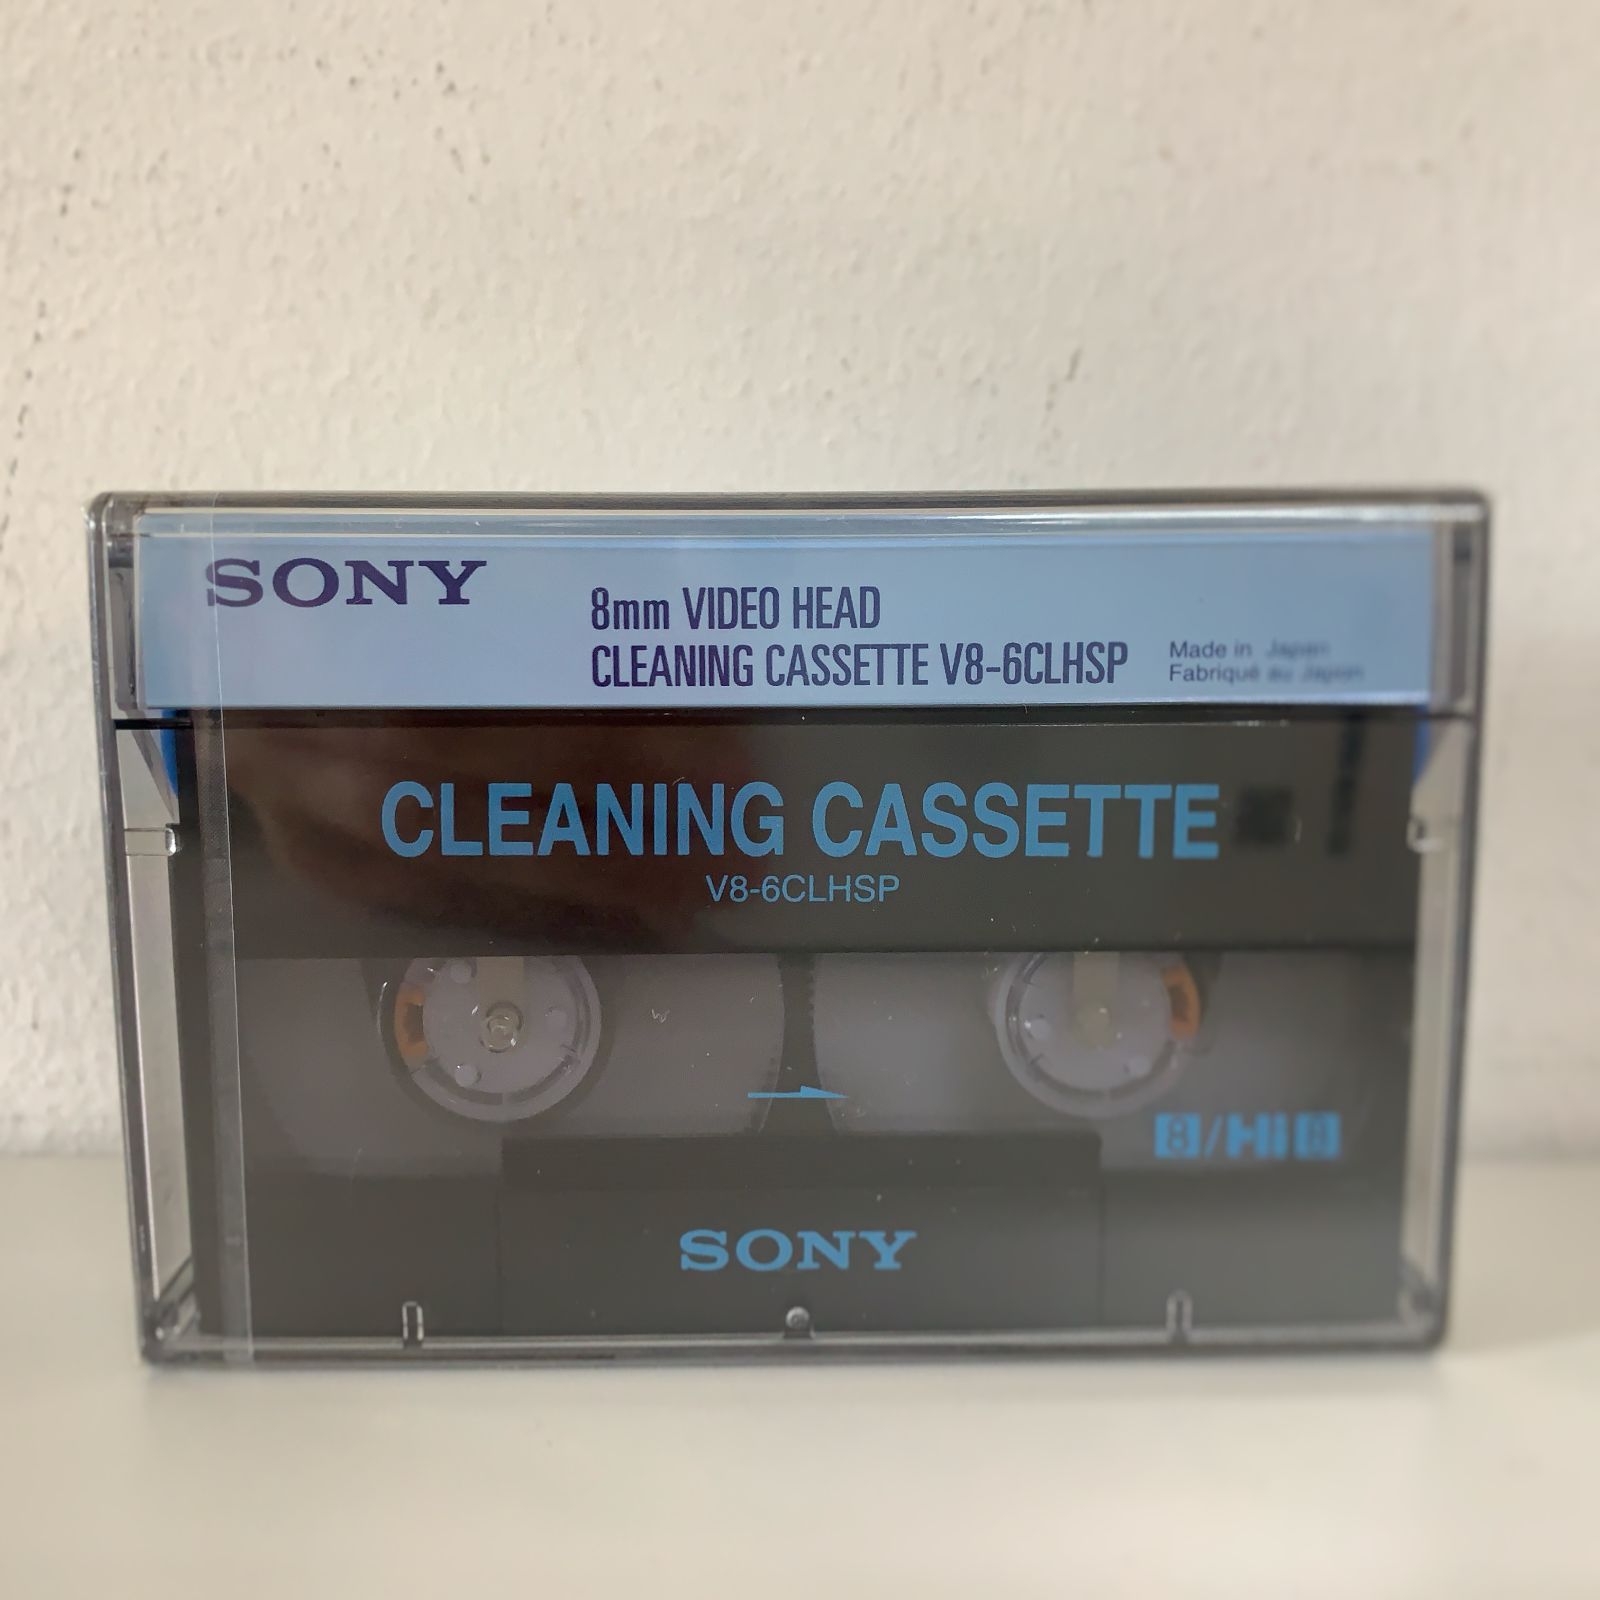 SONY
8mm VIDEO HEAD
CLEANING CASSETTE V8-6CLHSP
Made in Japan
Fabriqué au Japon
CLEANING CASSETTE
V8-6CLHSP
8/Hi8
SONY